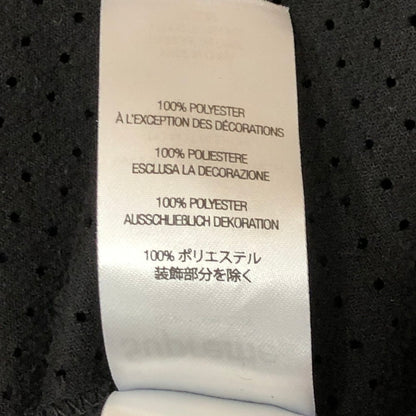 100% POLYESTER
À L'EXCEPTION DES DÉCORATIONS
100% POLIESTERE
ESCLUSA LA DECORAZIONE
100% POLYESTER
AUSSCHLIEßLICH DEKORATION
100% ポリエステル
装飾部分を除く